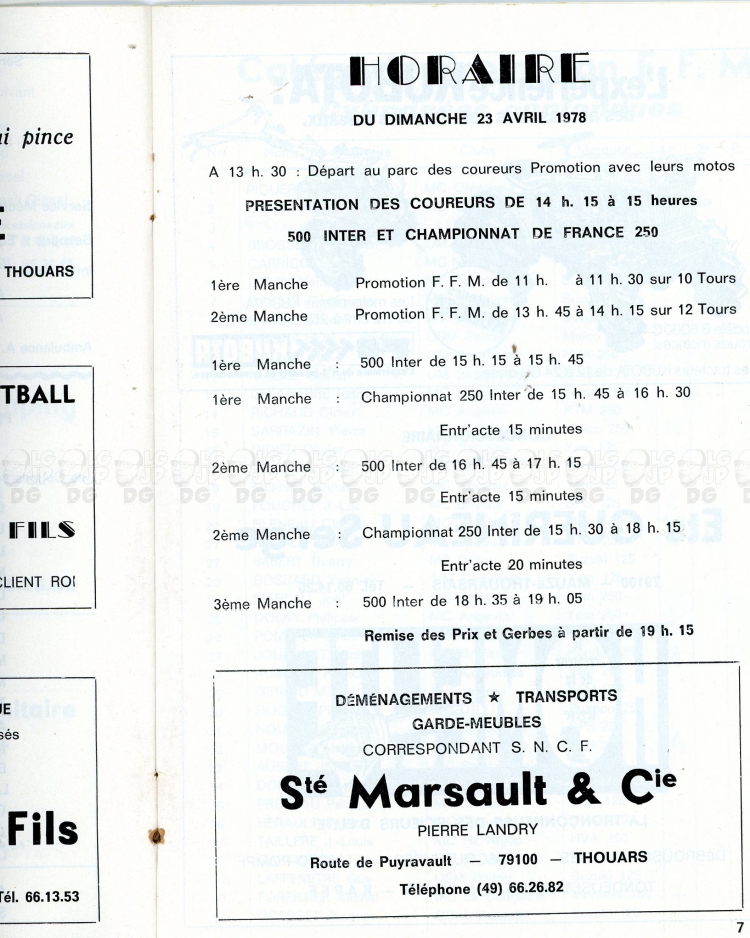 ai pince
THOUARS
TBALL
FILS
CLIENT ROI
UE
sés
Fils
Tél. 66.13.53
HORAIRE
DU DIMANCHE 23 AVRIL 1978
A 13 h. 30 : Départ au parc des coureurs Promotion avec leurs motos
PRESENTATION DES COUREURS DE 14 h. 15 à 15 heures
500 INTER ET CHAMPIONNAT DE FRANCE 250
1ère Manche Promotion F. F. M. de 11 h. à 11 h. 30 sur 10 Tours
2ème Manche Promotion F. F. M. de 13 h. 45 à 14 h. 15 sur 12 Tours
1ère Manche : 500 Inter de 15 h. 15 à 15 h. 45
1ère Manche : Championnat 250 Inter de 15 h. 45 à 16 h. 30
Entr'acte 15 minutes
2ème Manche : 500 Inter de 16 h. 45 à 17 h. 15
Entr'acte 15 minutes
2ème Manche : Championnat 250 Inter de 15 h. 30 à 18 h. 15
Entr'acte 20 minutes
3ème Manche : 500 Inter de 18 h. 35 à 19 h. 05
Remise des Prix et Gerbes à partir de 19 h. 15
DÉMÉNAGEMENTS ★ TRANSPORTS
GARDE-MEUBLES
CORRESPONDANT S. N. C. F.
Sté Marsault & Cie
PIERRE LANDRY
Route de Puyravault — 79100 — THOUARS
Téléphone (49) 66.26.82
7